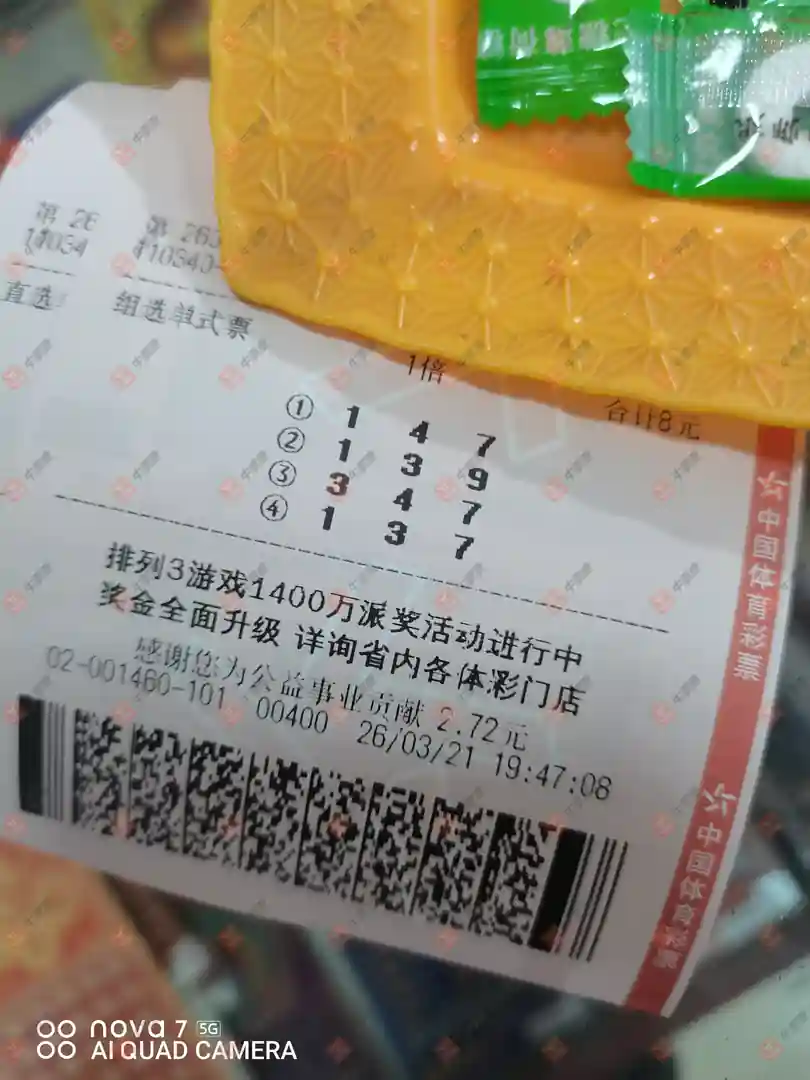 第 26
第 263
11034
110340-
直选
组选单式票
1倍
合计8元
① 1 4 7
② 1 3 9
③ 3 4 7
④ 1 3 7
排列3游戏1400万派奖活动进行中
奖金全面升级 详询省内各体彩门店
感谢您为公益事业贡献 2.72元
02-001460-101 00400 26/03/21 19:47:08
中国体育彩票
中国体育彩票
nova 7 5G
AI QUAD CAMERA